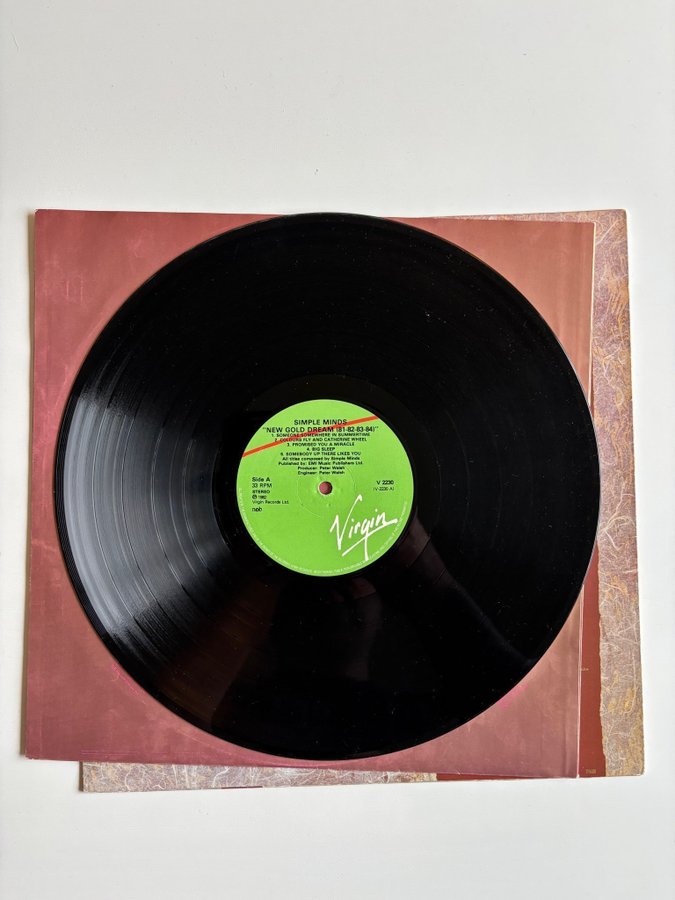 SIMPLE MINDS
"NEW GOLD DREAM (81-82-83-84)"
1. SOMEONE SOMEWHERE IN SUMMERTIME
2. COLOURS FLY AND CATHERINE WHEEL
3. PROMISED YOU A MIRACLE
4. BIG SLEEP
5. SOMEBODY UP THERE LIKES YOU
All titles composed by Simple Minds.
Published by: EMI Music Publishers Ltd.
Producer: Peter Walsh
Engineer: Peter Walsh
Side A
33 RPM
STEREO
℗ 1982
Virgin Records Ltd.
ncb
V 2230
(V-2230 A)
Virgin